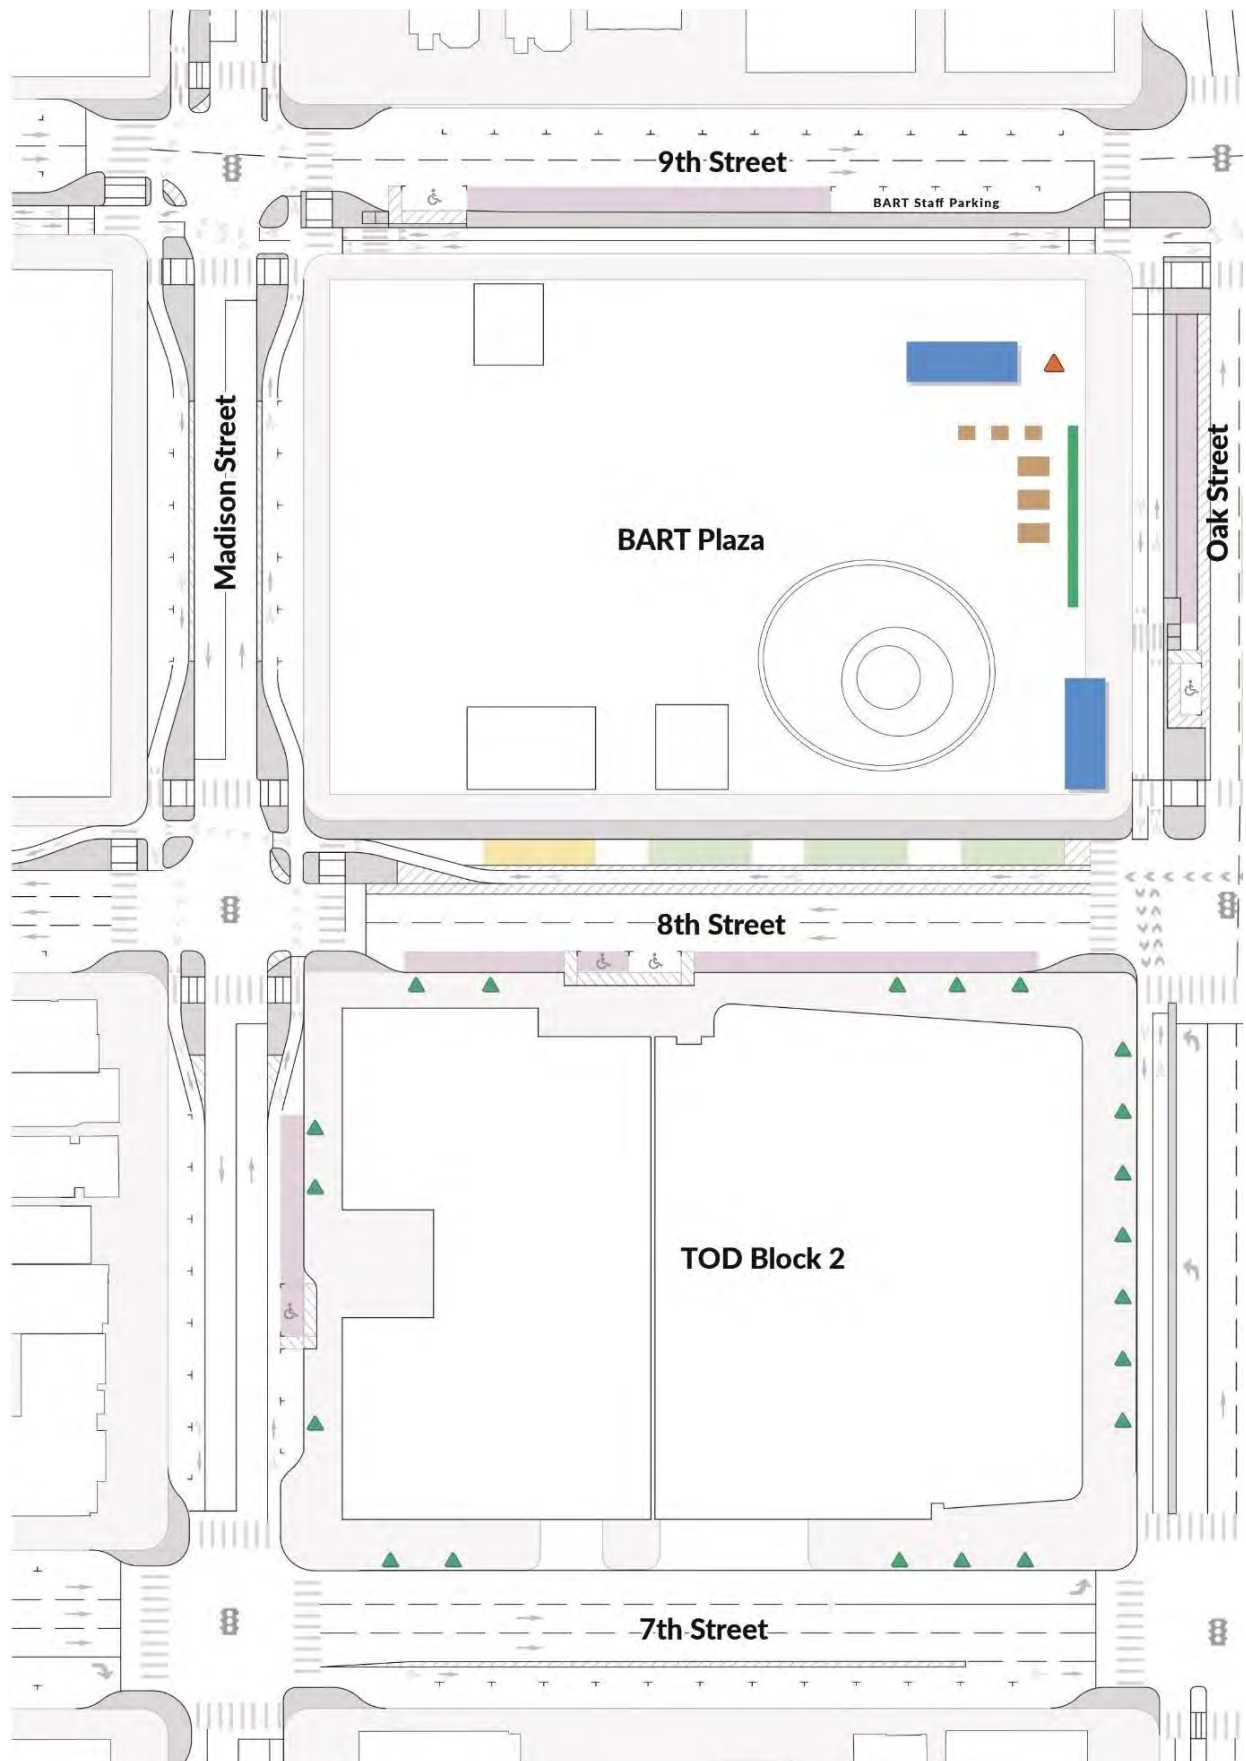 9th Street
BART Staff Parking
Madison Street
Oak Street
BART Plaza
8th Street
TOD Block 2
7th Street